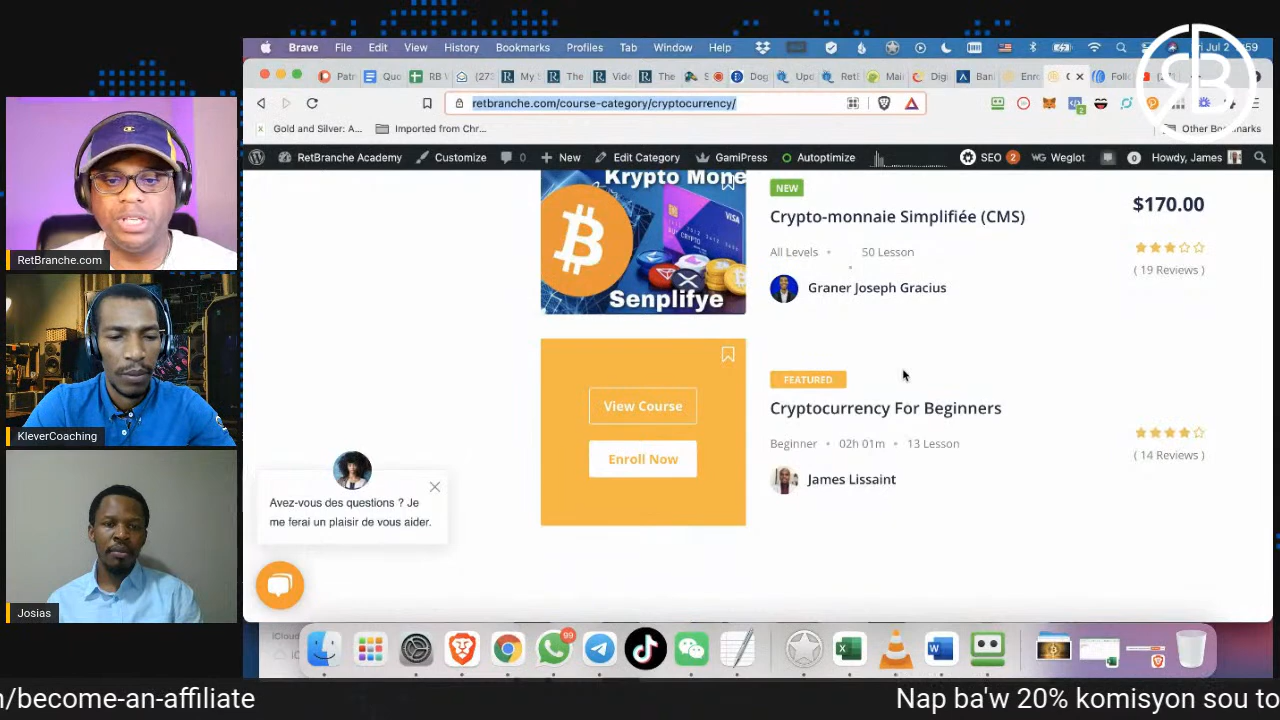 RB
Brave File Edit View History Bookmarks Profiles Tab Window Help
retbranche.com/course-category/cryptocurrency/
Gold and Silver: A... Imported from Chr... Other Bookmarks
RetBranche Academy Customize 0 New Edit Category GamiPress Autoptimize SEO 2 Weglot 0 Howdy, James
Krypto Mone
VISA
Senplifye
NEW
Crypto-monnaie Simplifiée (CMS)
$170.00
All Levels • 50 Lesson
( 19 Reviews )
Graner Joseph Gracius
View Course
Enroll Now
FEATURED
Cryptocurrency For Beginners
Beginner • 02h 01m • 13 Lesson
( 14 Reviews )
James Lissaint
Avez-vous des questions ? Je
me ferai un plaisir de vous aider.
RetBranche.com
KleverCoaching
Josias
99
n/become-an-affiliate
Nap ba'w 20% komisyon sou to